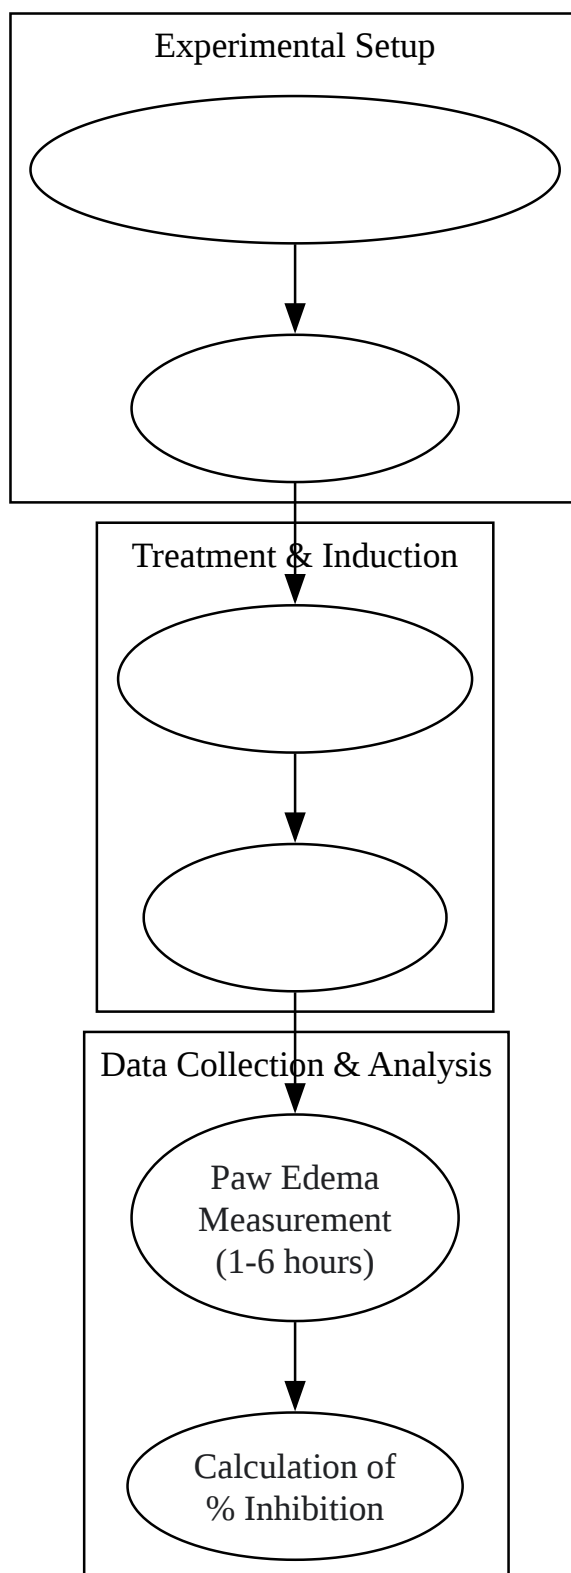 Experimental Setup
Treatment & Induction
Data Collection & Analysis
Paw Edema
Measurement
(1-6 hours)
Calculation of
% Inhibition